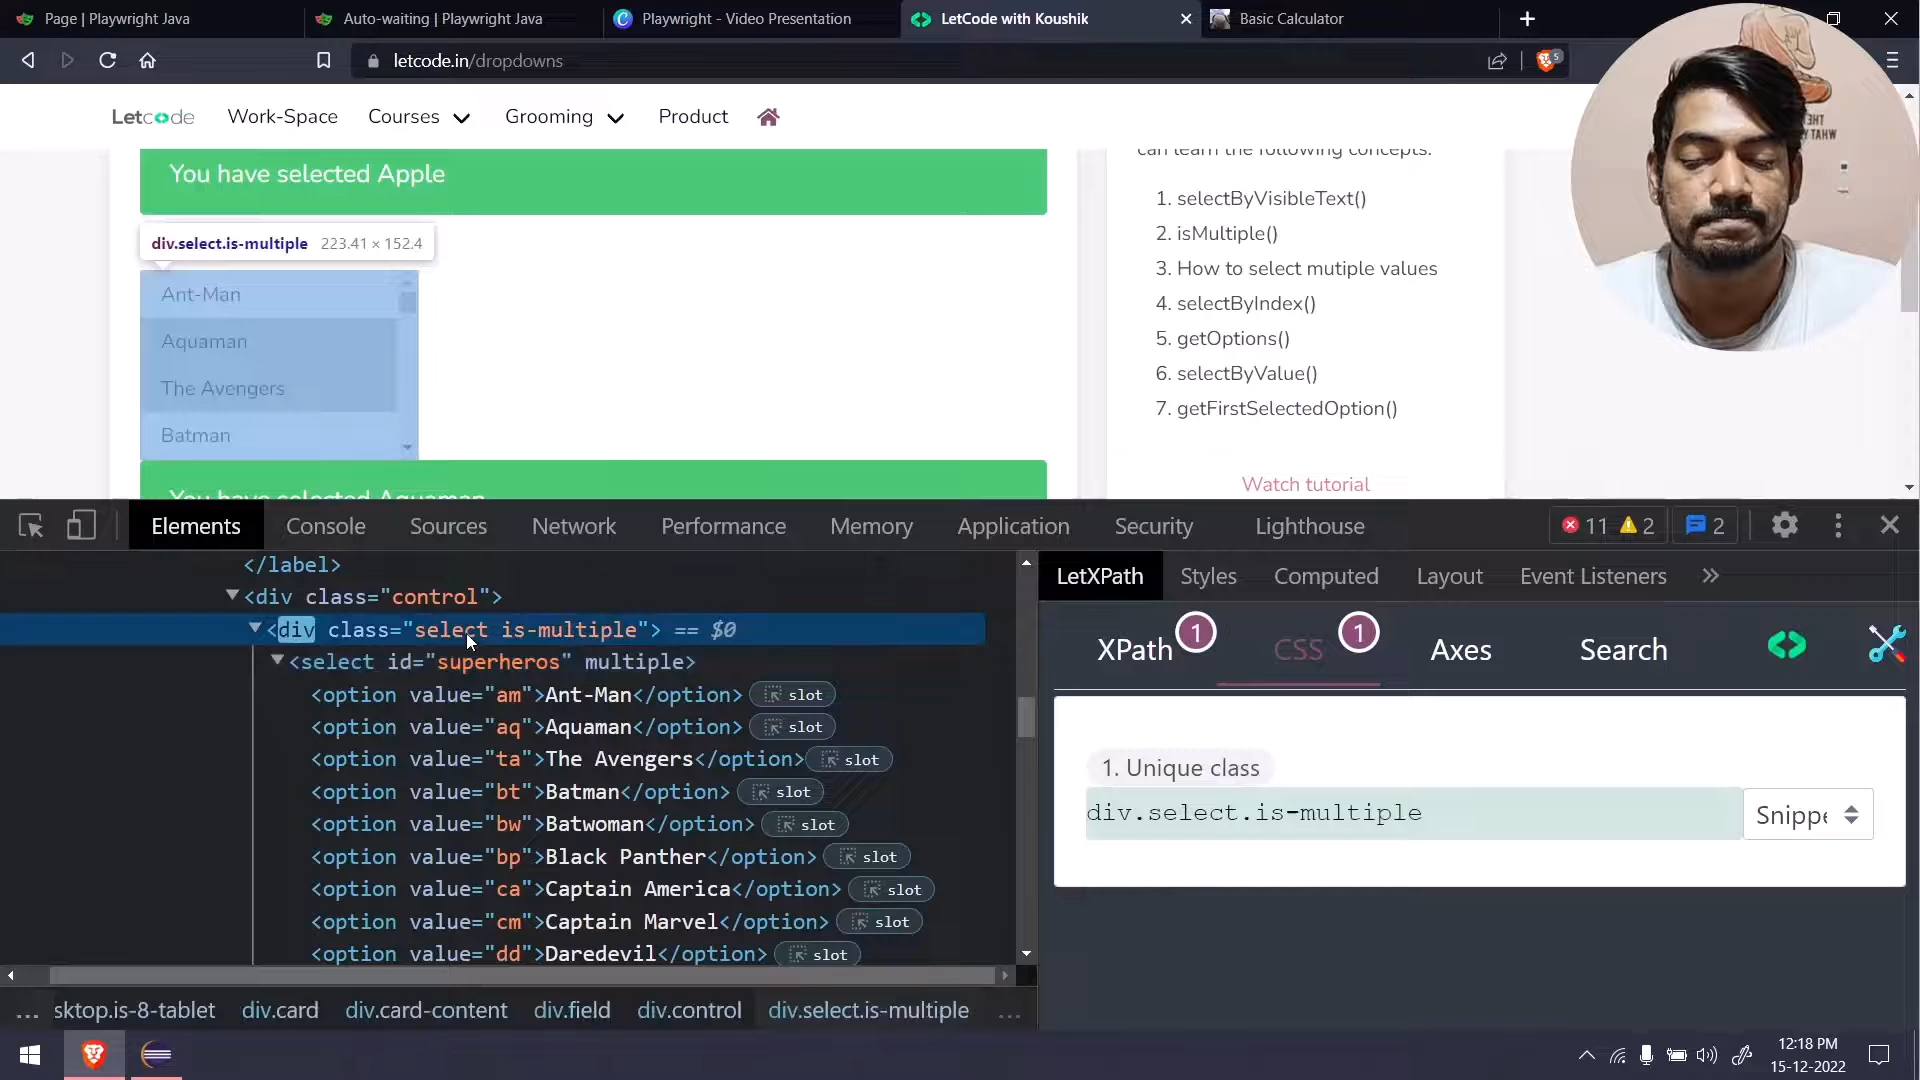 Page | Playwright Java
Auto-waiting | Playwright Java
Playwright - Video Presentation
LetCode with Koushik
Basic Calculator
letcode.in/dropdowns
5
Letcode
Work-Space
Courses
Grooming
Product
You have selected Apple
div.select.is-multiple 223.41 × 152.4
Ant-Man
Aquaman
The Avengers
Batman
You have selected Aquaman
can learn the following concepts.
1. selectByVisibleText()
2. isMultiple()
3. How to select mutiple values
4. selectByIndex()
5. getOptions()
6. selectByValue()
7. getFirstSelectedOption()
Watch tutorial
Elements
Console
Sources
Network
Performance
Memory
Application
Security
Lighthouse
11
2
2
</label>
<div class="control">
<div class="select is-multiple"> == $0
<select id="superheros" multiple>
<option value="am">Ant-Man</option> slot
<option value="aq">Aquaman</option> slot
<option value="ta">The Avengers</option> slot
<option value="bt">Batman</option> slot
<option value="bw">Batwoman</option> slot
<option value="bp">Black Panther</option> slot
<option value="ca">Captain America</option> slot
<option value="cm">Captain Marvel</option> slot
<option value="dd">Daredevil</option> slot
... sktop.is-8-tablet div.card div.card-content div.field div.control div.select.is-multiple ...
LetXPath
Styles
Computed
Layout
Event Listeners
XPath 1
CSS 1
Axes
Search
1. Unique class
div.select.is-multiple
Snippe
12:18 PM
15-12-2022